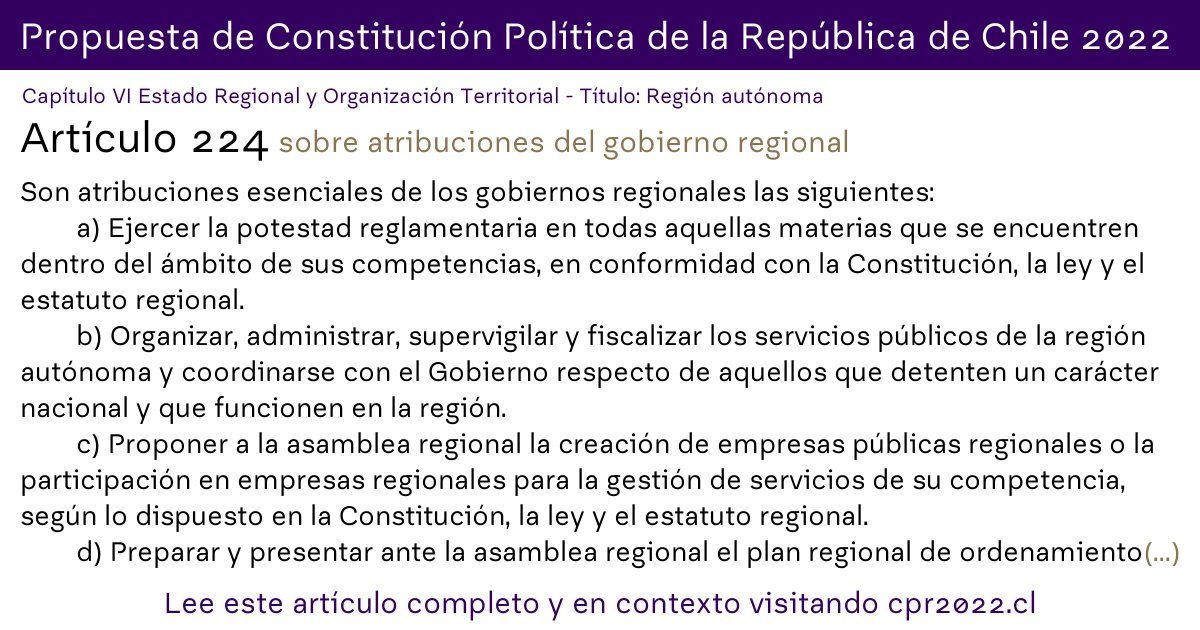 Propuesta de Constitución Política de la República de Chile 2022
Capítulo VI Estado Regional y Organización Territorial - Título: Región autónoma
Artículo 224 sobre atribuciones del gobierno regional
Son atribuciones esenciales de los gobiernos regionales las siguientes:
a) Ejercer la potestad reglamentaria en todas aquellas materias que se encuentren
dentro del ámbito de sus competencias, en conformidad con la Constitución, la ley y el
estatuto regional.
b) Organizar, administrar, supervigilar y fiscalizar los servicios públicos de la región
autónoma y coordinarse con el Gobierno respecto de aquellos que detenten un carácter
nacional y que funcionen en la región.
c) Proponer a la asamblea regional la creación de empresas públicas regionales o la
participación en empresas regionales para la gestión de servicios de su competencia,
según lo dispuesto en la Constitución, la ley y el estatuto regional.
d) Preparar y presentar ante la asamblea regional el plan regional de ordenamiento(...)
Lee este artículo completo y en contexto visitando cpr2022.cl